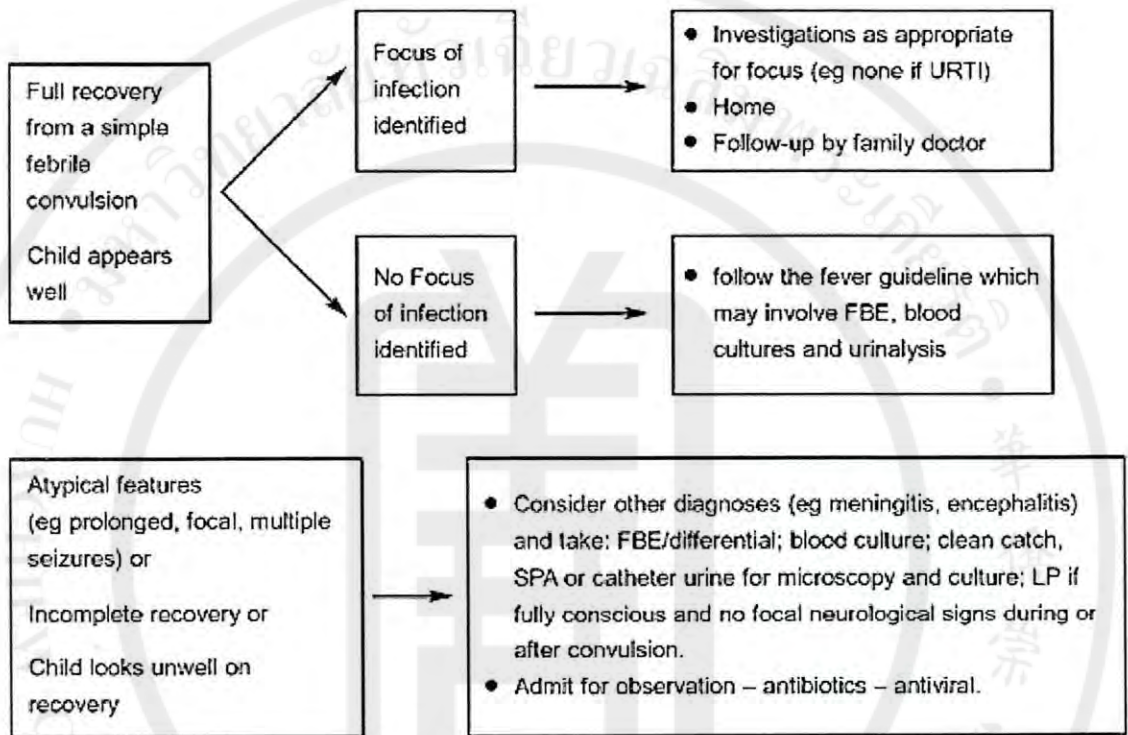 Full recovery
from a simple
febrile
convulsion
Child appears
well
Focus of
infection
identified
● Investigations as appropriate
for focus (eg none if URTI)
● Home
● Follow-up by family doctor
No Focus
of infection
identified
● follow the fever guideline which
may involve FBE, blood
cultures and urinalysis
Atypical features
(eg prolonged, focal, multiple
seizures) or
Incomplete recovery or
Child looks unwell on
recovery
● Consider other diagnoses (eg meningitis, encephalitis)
and take: FBE/differential; blood culture; clean catch,
SPA or catheter urine for microscopy and culture; LP if
fully conscious and no focal neurological signs during or
after convulsion.
● Admit for observation – antibiotics – antiviral.